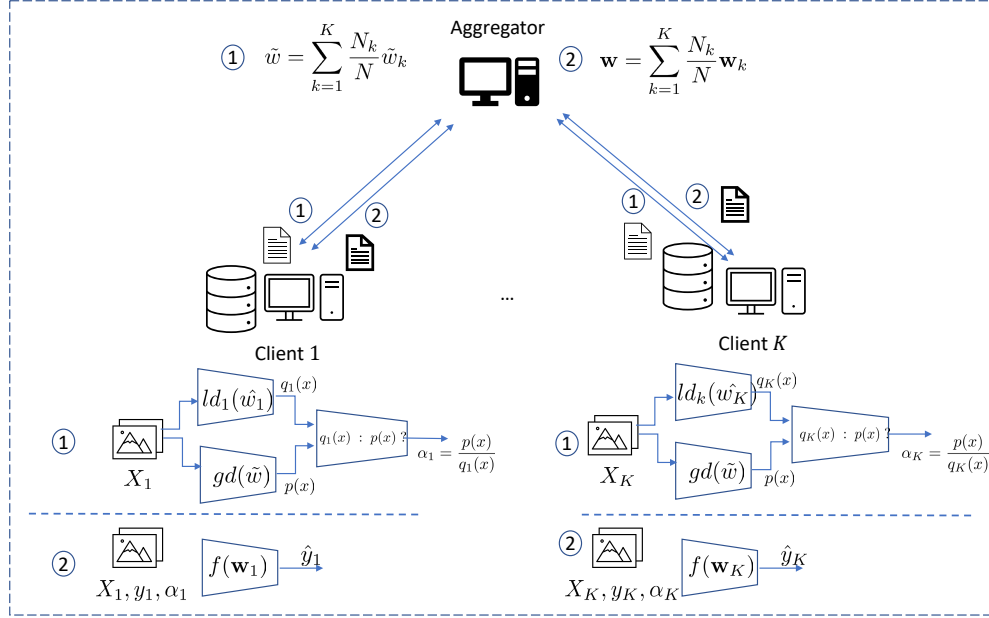 Aggregator
1 $\tilde{w} = \sum_{k=1}^{K} \frac{N_k}{N} \tilde{w}_k$
2 $\mathbf{w} = \sum_{k=1}^{K} \frac{N_k}{N} \mathbf{w}_k$
1
2
1
2
...
Client 1
Client $K$
1
$X_1$
$ld_1(\hat{w_1})$
$q_1(x)$
$gd(\tilde{w})$
$p(x)$
$q_1(x) : p(x) ?$
$\alpha_1 = \frac{p(x)}{q_1(x)}$
1
$X_K$
$ld_k(\hat{w_K})$
$q_K(x)$
$gd(\tilde{w})$
$p(x)$
$q_K(x) : p(x) ?$
$\alpha_K = \frac{p(x)}{q_K(x)}$
2
$X_1, y_1, \alpha_1$
$f(\mathbf{w}_1)$
$\hat{y}_1$
2
$X_K, y_K, \alpha_K$
$f(\mathbf{w}_K)$
$\hat{y}_K$